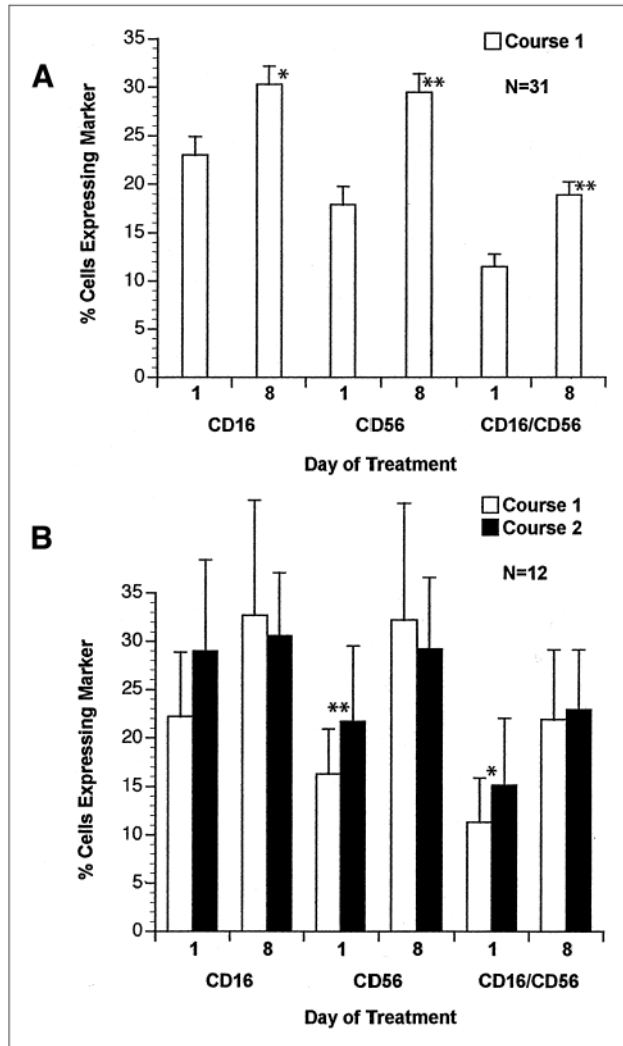 A
% Cells Expressing Marker
35
30
25
20
15
10
5
0
Course 1
N=31
*
**
**
1 8 1 8 1 8
CD16 CD56 CD16/CD56
Day of Treatment
B
% Cells Expressing Marker
35
30
25
20
15
10
5
0
Course 1
Course 2
N=12
**
*
1 8 1 8 1 8
CD16 CD56 CD16/CD56
Day of Treatment